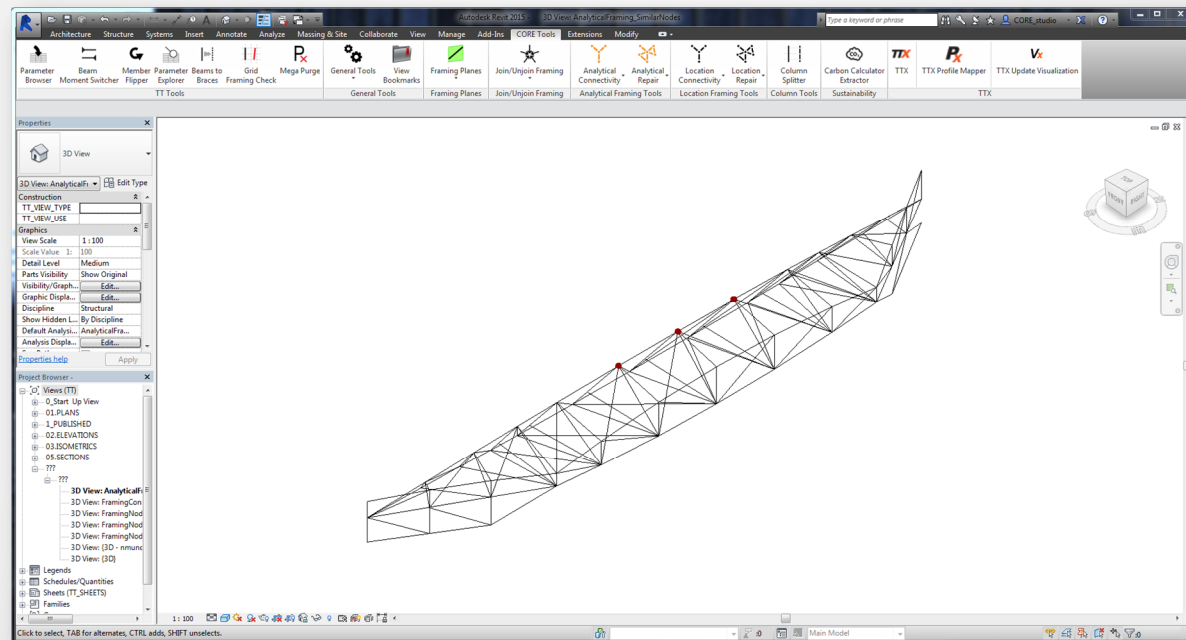 Autodesk Revit 2015 - 3D View: AnalyticalFraming_SimilarNodes
Type a keyword or phrase
CORE_studio
Architecture Structure Systems Insert Annotate Analyze Massing & Site Collaborate View Manage Add-Ins CORE Tools Extensions Modify
Parameter Browser
Beam Moment Switcher
Member Flipper
Parameter Explorer
Beams to Braces
Grid Framing Check
Mega Purge
General Tools
View Bookmarks
Framing Planes
Join/Unjoin Framing
Analytical Connectivity
Analytical Repair
Location Connectivity
Location Repair
Column Splitter
Carbon Calculator Extractor
TTX
TTX Profile Mapper
TTX Update Visualization
TT Tools General Tools Framing Planes Join/Unjoin Framing Analytical Framing Tools Location Framing Tools Column Tools Sustainability TTX
Properties
3D View
3D View: AnalyticalFr Edit Type
Construction
TT_VIEW_TYPE
TT_VIEW_USE
Graphics
View Scale 1 : 100
Scale Value 1: 100
Detail Level Medium
Parts Visibility Show Original
Visibility/Graph... Edit...
Graphic Displa... Edit...
Discipline Structural
Show Hidden L... By Discipline
Default Analysi... AnalyticalFra...
Analysis Displa... Edit...
Properties help Apply
Project Browser -
Views (TT)
0_Start Up View
01.PLANS
1_PUBLISHED
02.ELEVATIONS
03.ISOMETRICS
05.SECTIONS
???
???
3D View: AnalyticalFr
3D View: FramingCon
3D View: FramingNod
3D View: FramingNod
3D View: FramingNod
3D View: {3D - nmunc
3D View: {3D}
Legends
Schedules/Quantities
Sheets (TT_SHEETS)
Families
TOP
FRONT
RIGHT
1 : 100
Click to select, TAB for alternates, CTRL adds, SHIFT unselects.
:0
Main Model
:0